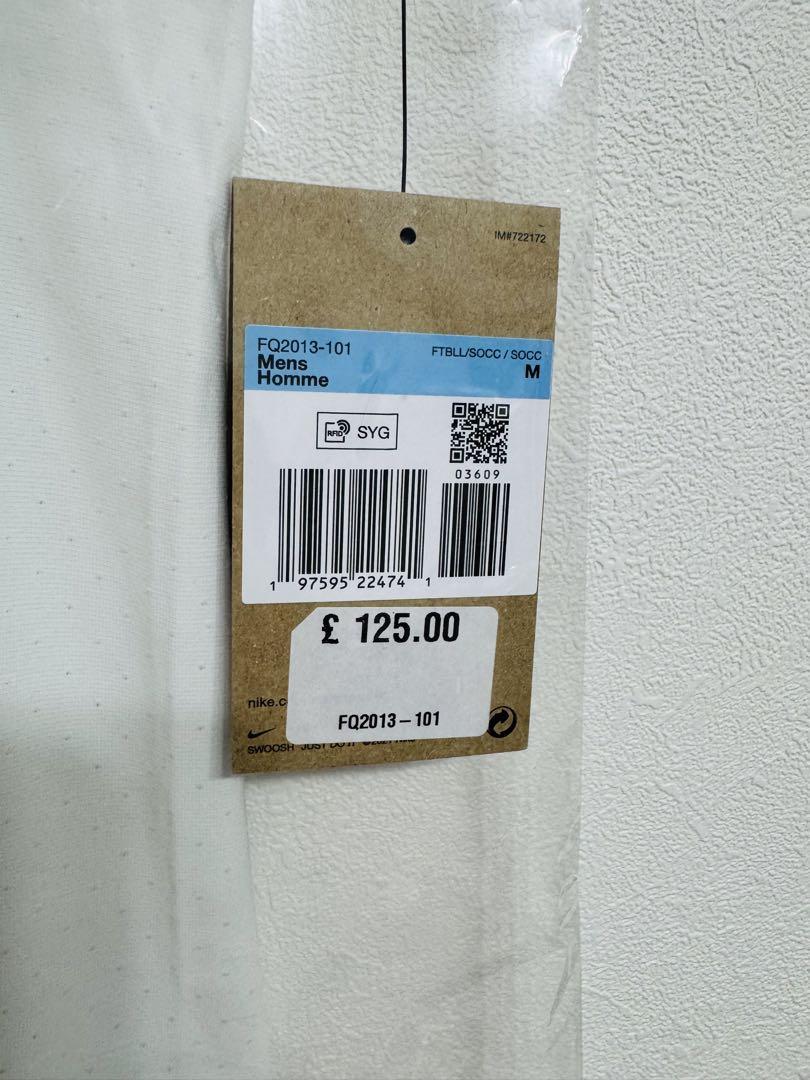 IM#722172
FQ2013-101
FTBLL/SOCC / SOCC
Mens
M
Homme
RFID SYG
03609
1 97595 22474 1
£ 125.00
nike.c
FQ2013-101
SWOOSH JUST DO IT